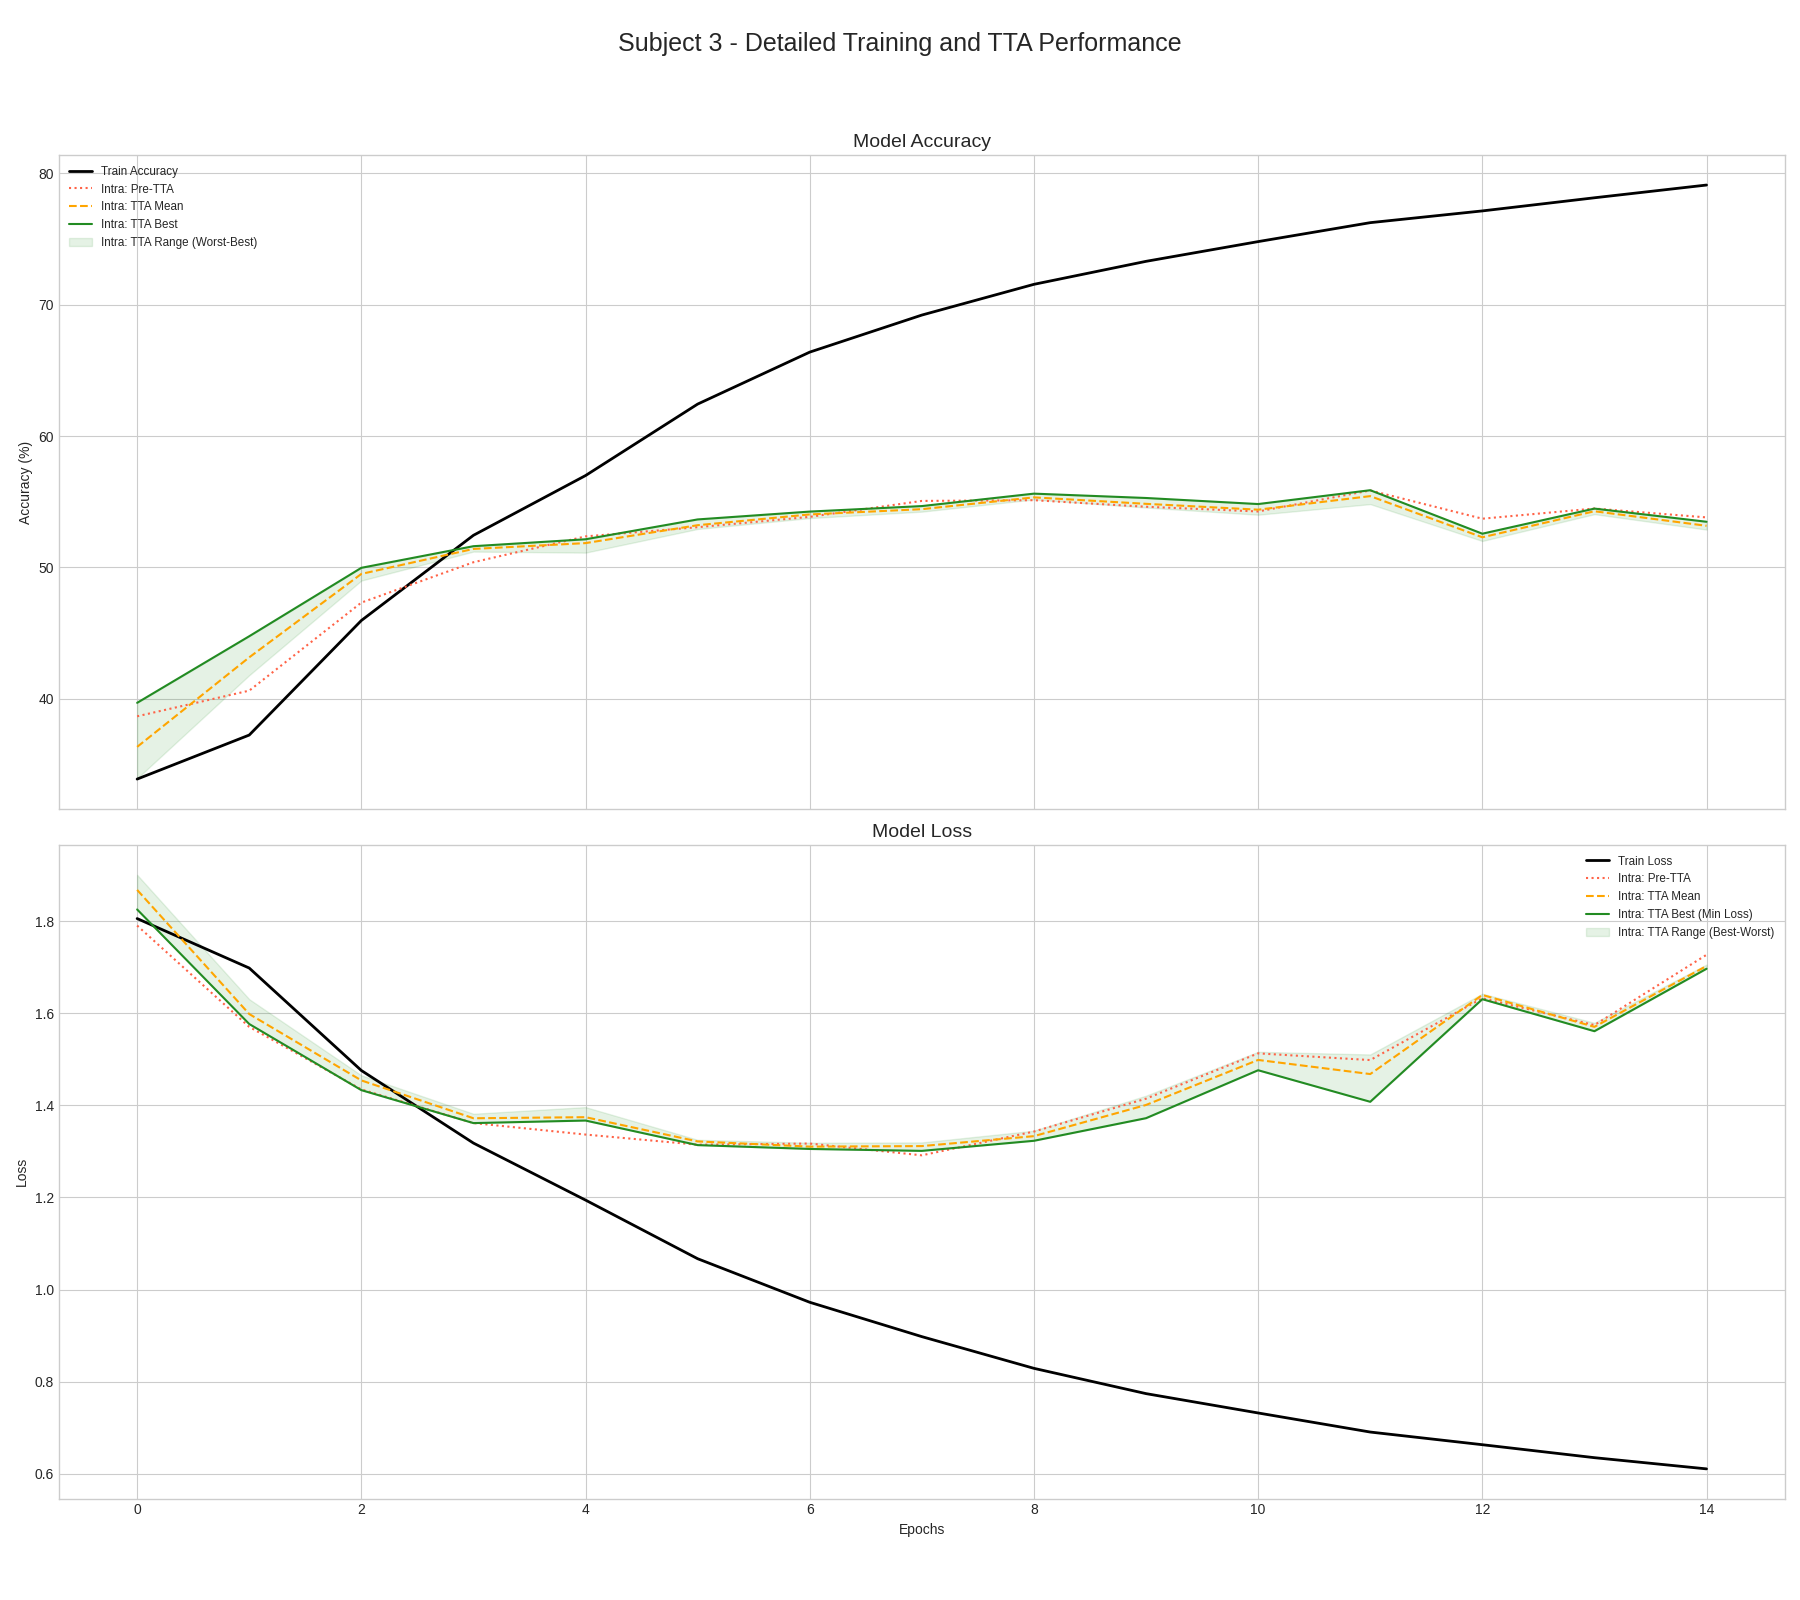 Subject 3 - Detailed Training and TTA Performance
Model Accuracy
Train Accuracy
Intra: Pre-TTA
Intra: TTA Mean
Intra: TTA Best
Intra: TTA Range (Worst-Best)
Accuracy (%)
80
70
60
50
40
Model Loss
Train Loss
Intra: Pre-TTA
Intra: TTA Mean
Intra: TTA Best (Min Loss)
Intra: TTA Range (Best-Worst)
Loss
1.8
1.6
1.4
1.2
1.0
0.8
0.6
0 2 4 6 8 10 12 14
Epochs